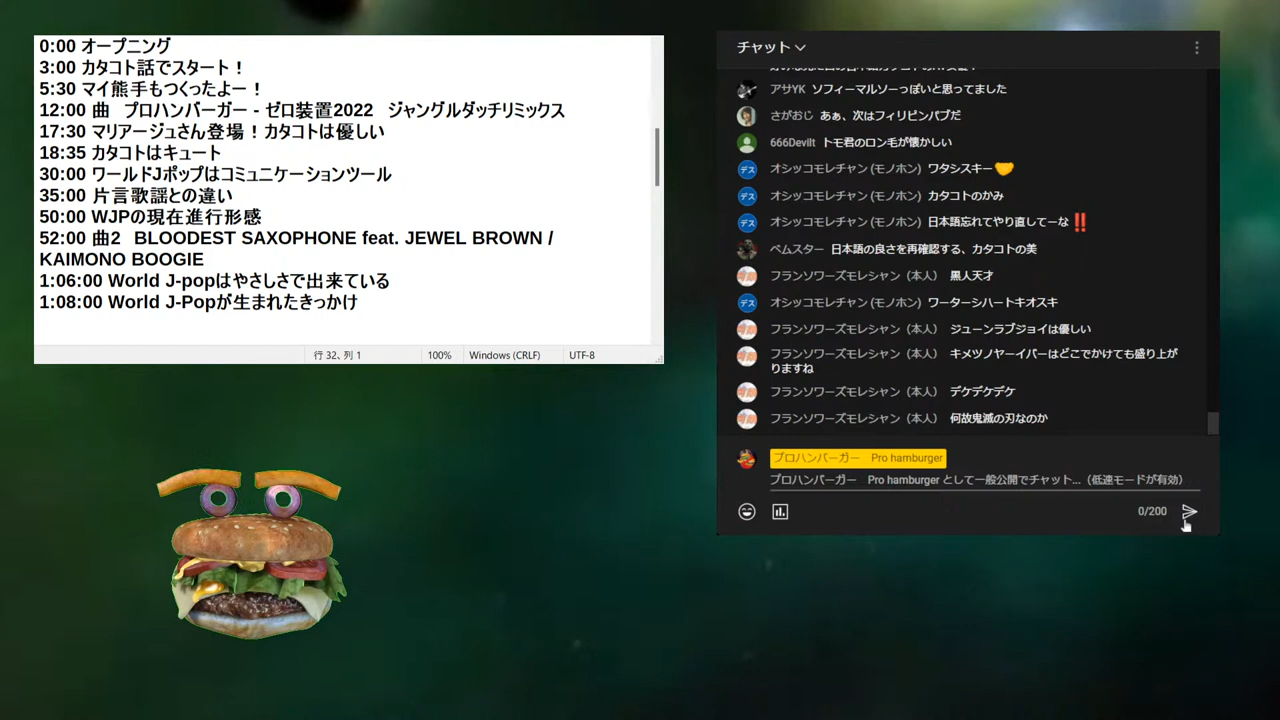 0:00 オープニング
3:00 カタコト話でスタート！
5:30 マイ熊手もつくったよー！
12:00 曲　プロハンバーガー - ゼロ装置2022　ジャングルダッチリミックス
17:30 マリアージュさん登場！カタコトは優しい
18:35 カタコトはキュート
30:00 ワールドJポップはコミュニケーションツール
35:00 片言歌謡との違い
50:00 WJPの現在進行形感
52:00 曲2　BLOODEST SAXOPHONE feat. JEWEL BROWN /
KAIMONO BOOGIE
1:06:00 World J-popはやさしさで出来ている
1:08:00 World J-Popが生まれたきっかけ
行 32、列 1
100%
Windows (CRLF)
UTF-8
チャット
アサYK ソフィーマルソーっぽいと思ってました
さがおじ あぁ、次はフィリピンパブだ
666Devilt トモ君のロン毛が懐かしい
デス オシッコモレチャン (モノホン) ワタシスキー🤝
デス オシッコモレチャン (モノホン) カタコトのかみ
デス オシッコモレチャン (モノホン) 日本語忘れてやり直してーな‼️
ベムスター 日本語の良さを再確認する、カタコトの美
フランソワーズモレシャン（本人） 黒人天才
デス オシッコモレチャン (モノホン) ワーターシハートキオスキ
フランソワーズモレシャン（本人） ジューンラブジョイは優しい
フランソワーズモレシャン（本人） キメツノヤーイバーはどこでかけても盛り上が
りますね
フランソワーズモレシャン（本人） デケデケデケ
フランソワーズモレシャン（本人） 何故鬼滅の刃なのか
プロハンバーガー　Pro hamburger
プロハンバーガー　Pro hamburger として一般公開でチャット...（低速モードが有効）
0/200